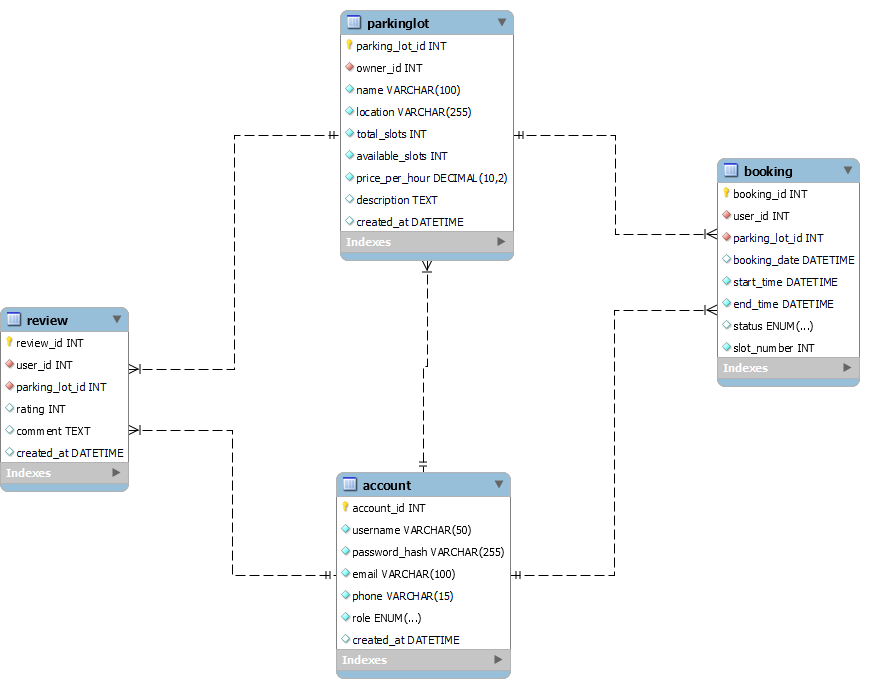 parkinglot
parking_lot_id INT
owner_id INT
name VARCHAR(100)
location VARCHAR(255)
total_slots INT
available_slots INT
price_per_hour DECIMAL(10,2)
description TEXT
created_at DATETIME
Indexes
booking
booking_id INT
user_id INT
parking_lot_id INT
booking_date DATETIME
start_time DATETIME
end_time DATETIME
status ENUM(...)
slot_number INT
Indexes
review
review_id INT
user_id INT
parking_lot_id INT
rating INT
comment TEXT
created_at DATETIME
Indexes
account
account_id INT
username VARCHAR(50)
password_hash VARCHAR(255)
email VARCHAR(100)
phone VARCHAR(15)
role ENUM(...)
created_at DATETIME
Indexes